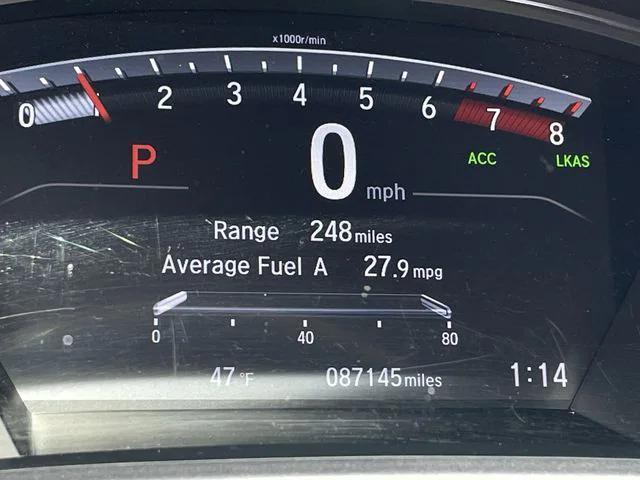 x1000r/min
0 2 3 4 5 6 7 8
P 0 mph ACC LKAS
Range 248 miles
Average Fuel A 27.9 mpg
0 40 80
47 °F 087145 miles 1:14